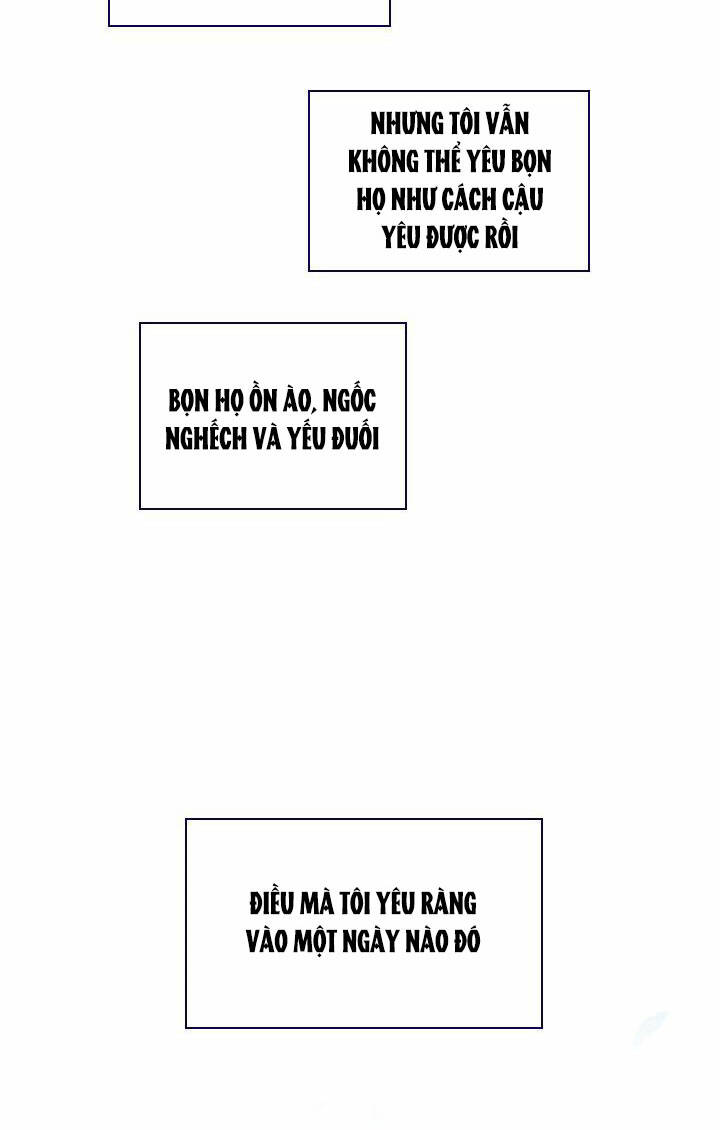 NHƯNG TÔI VẪN
KHÔNG THỂ YÊU BỌN
HỌ NHƯ CÁCH CẬU
YÊU ĐƯỢC RỒI
BỌN HỌ ỒN ÀO, NGỐC
NGHẾCH VÀ YẾU ĐUỐI
ĐIỀU MÀ TÔI YÊU RÀNG
VÀO MỘT NGÀY NÀO ĐÓ